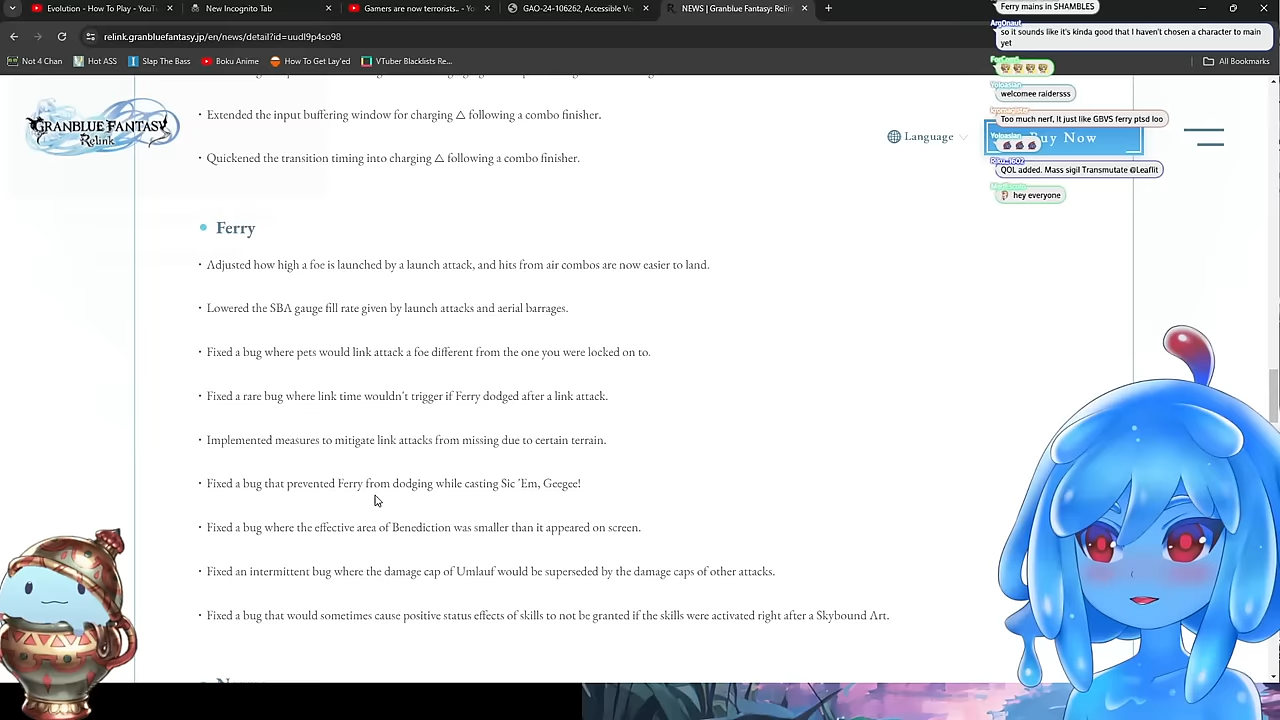 Evolution - How To Play - YouT
New Incognito Tab
Gamers are now terrorists.. - Yo
GAO-24-106262, Accessible Ve
NEWS | Granblue Fantasy: Relin
relink.granbluefantasy.jp/en/news/detail?id=uud9p4so98
Not 4 Chan
Hot ASS
Slap The Bass
Boku Anime
How To Get Lay'ed
VTuber Blacklists Re...
All Bookmarks
Ferry mains in SHAMBLES
ArgOnaut
so it sounds like it's kinda good that I haven't chosen a character to main
yet
Yoloasian
welcomee raidersss
Too much nerf, It just like GBVS ferry ptsd loo
Yoloasian
QOL added. Mass sigil Transmutate @Leaflit
hey everyone
GRANBLUE FANTASY
Relink
Language
Buy Now
・Extended the input timing window for charging △ following a combo finisher.
・Quickened the transition timing into charging △ following a combo finisher.
Ferry
・Adjusted how high a foe is launched by a launch attack, and hits from air combos are now easier to land.
・Lowered the SBA gauge fill rate given by launch attacks and aerial barrages.
・Fixed a bug where pets would link attack a foe different from the one you were locked on to.
・Fixed a rare bug where link time wouldn't trigger if Ferry dodged after a link attack.
・Implemented measures to mitigate link attacks from missing due to certain terrain.
・Fixed a bug that prevented Ferry from dodging while casting Sic 'Em, Geegee!
・Fixed a bug where the effective area of Benediction was smaller than it appeared on screen.
・Fixed an intermittent bug where the damage cap of Umlauf would be superseded by the damage caps of other attacks.
・Fixed a bug that would sometimes cause positive status effects of skills to not be granted if the skills were activated right after a Skybound Art.